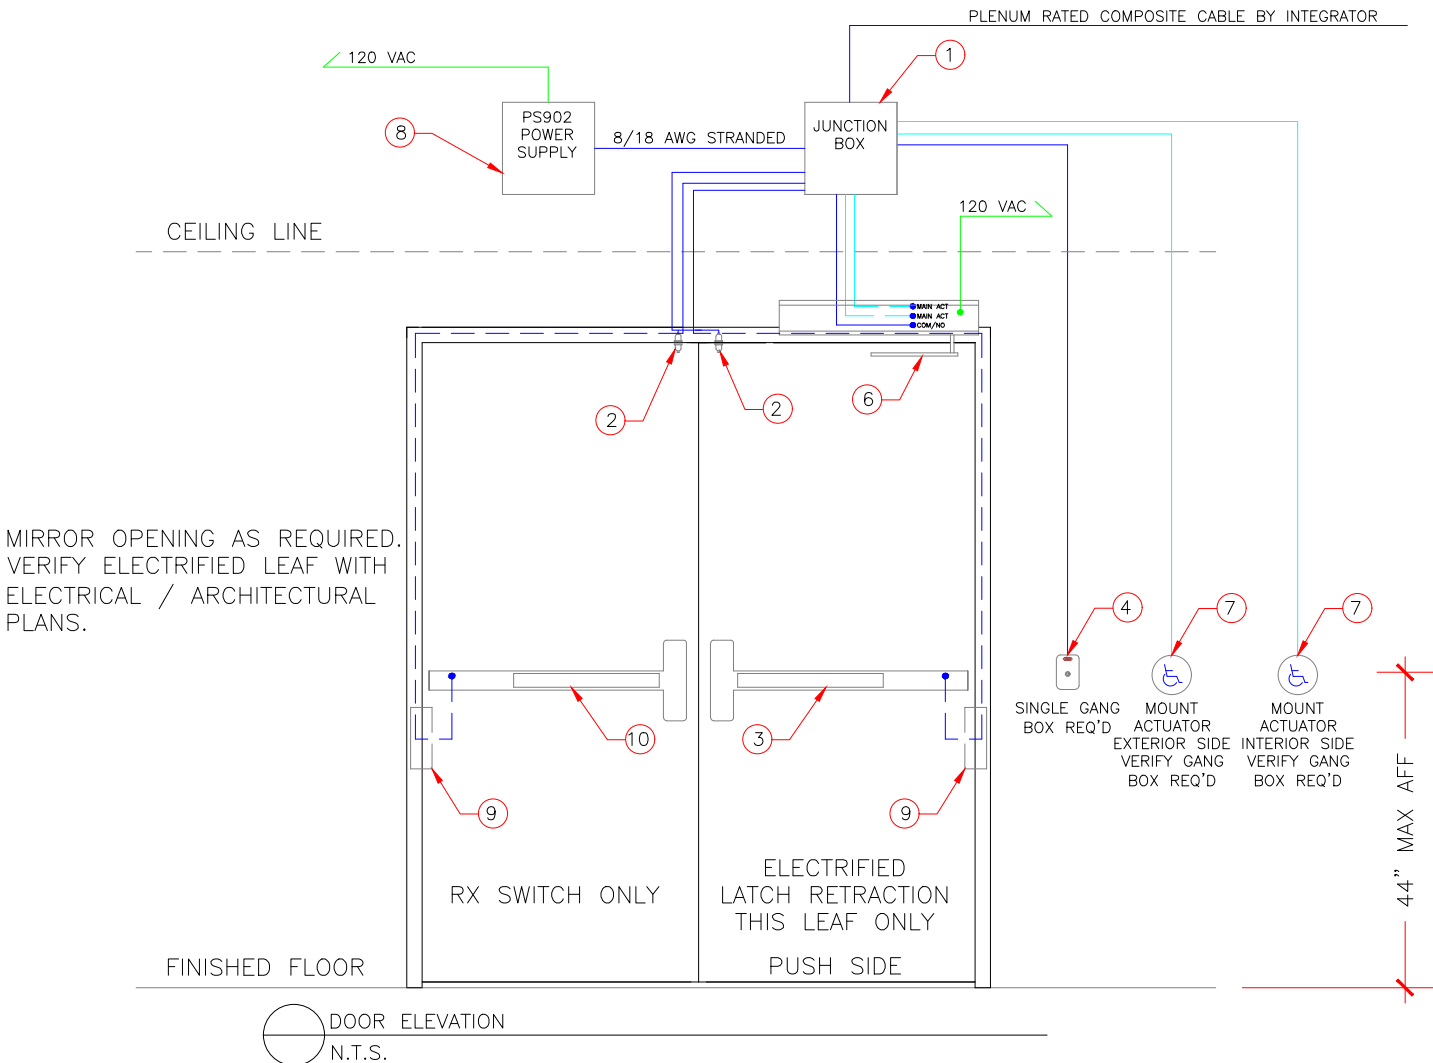 PLENUM RATED COMPOSITE CABLE BY INTEGRATOR
120 VAC
1
PS902
POWER
SUPPLY
8
8/18 AWG STRANDED
JUNCTION
BOX
120 VAC
CEILING LINE
MAIN ACT
MAIN ACT
COM/NO
2
2
6
MIRROR OPENING AS REQUIRED.
VERIFY ELECTRIFIED LEAF WITH
ELECTRICAL / ARCHITECTURAL
PLANS.
4
7
7
SINGLE GANG
BOX REQ'D
MOUNT
ACTUATOR
EXTERIOR SIDE
VERIFY GANG
BOX REQ'D
MOUNT
ACTUATOR
INTERIOR SIDE
VERIFY GANG
BOX REQ'D
10
3
9
9
44" MAX AFF
RX SWITCH ONLY
ELECTRIFIED
LATCH RETRACTION
THIS LEAF ONLY
PUSH SIDE
FINISHED FLOOR
DOOR ELEVATION
N.T.S.